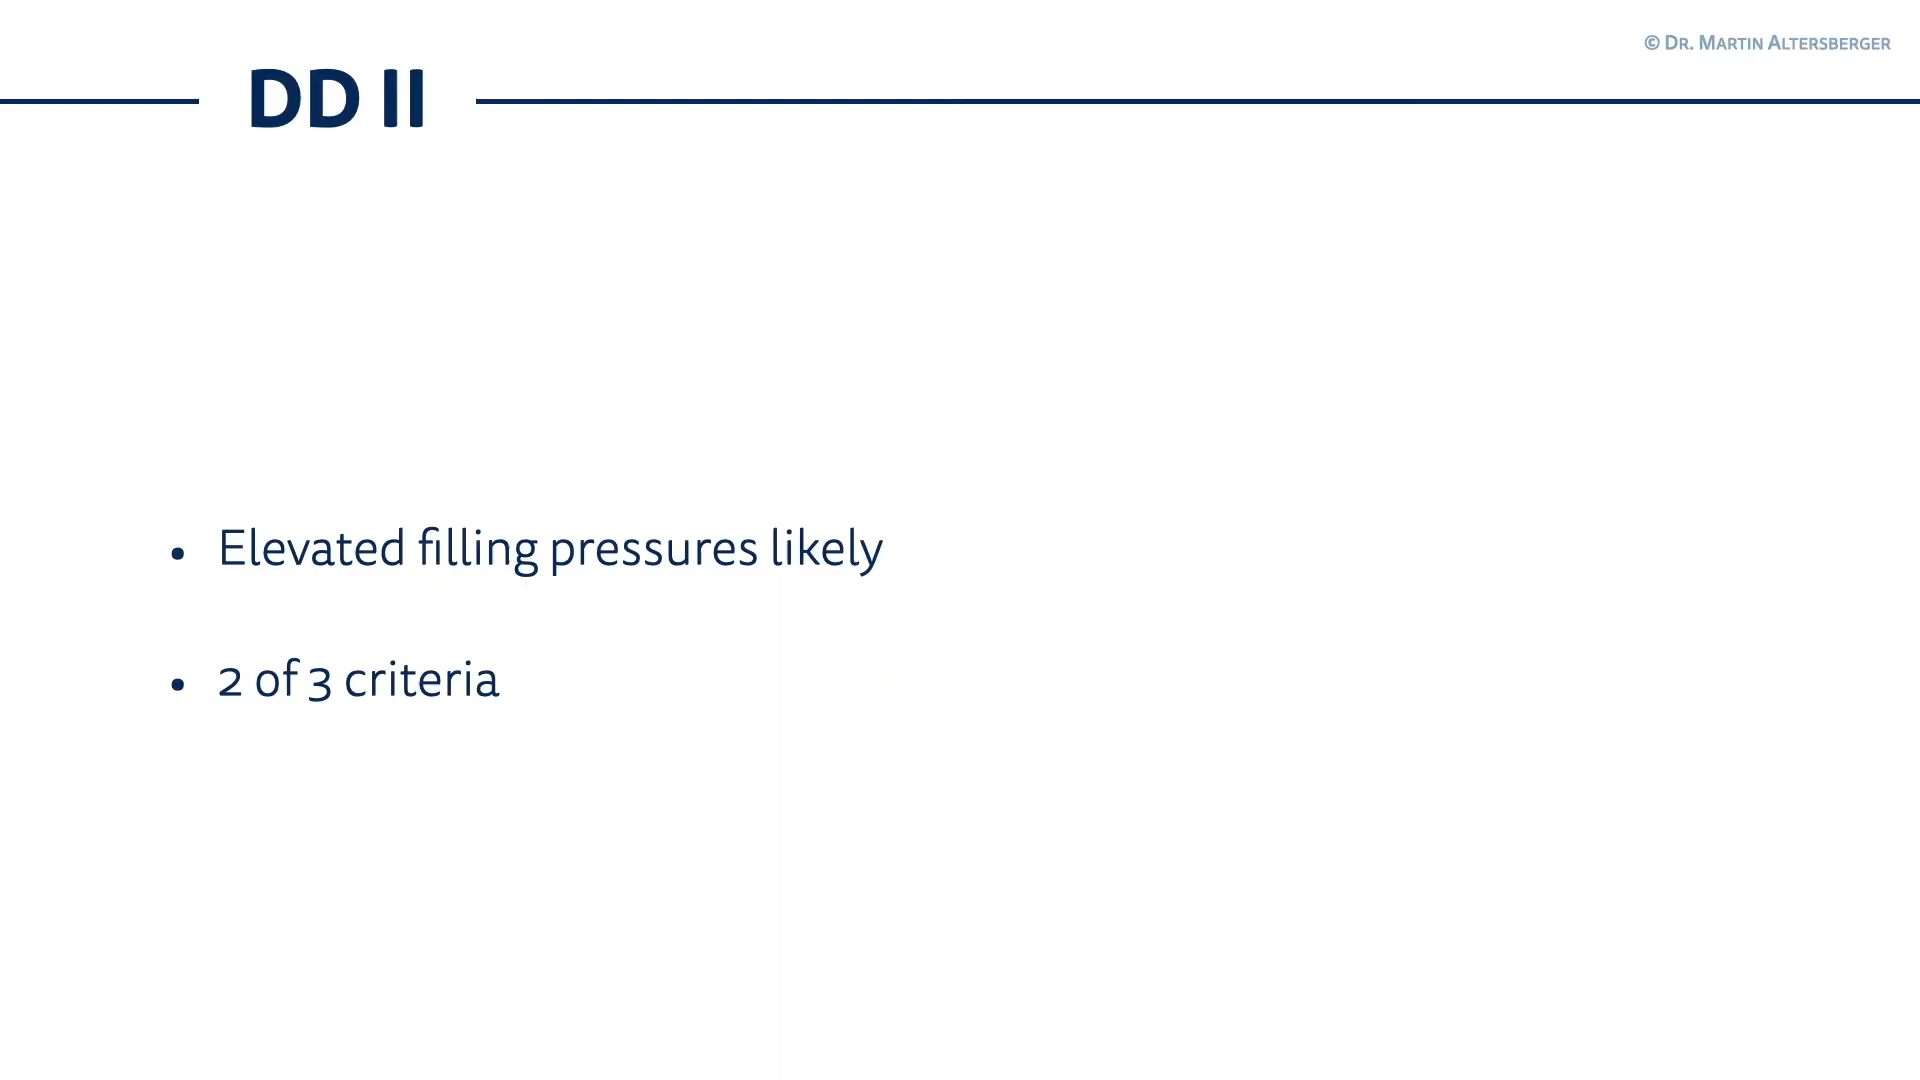 © Dr. Martin Altersberger
DD II
• Elevated filling pressures likely
• 2 of 3 criteria